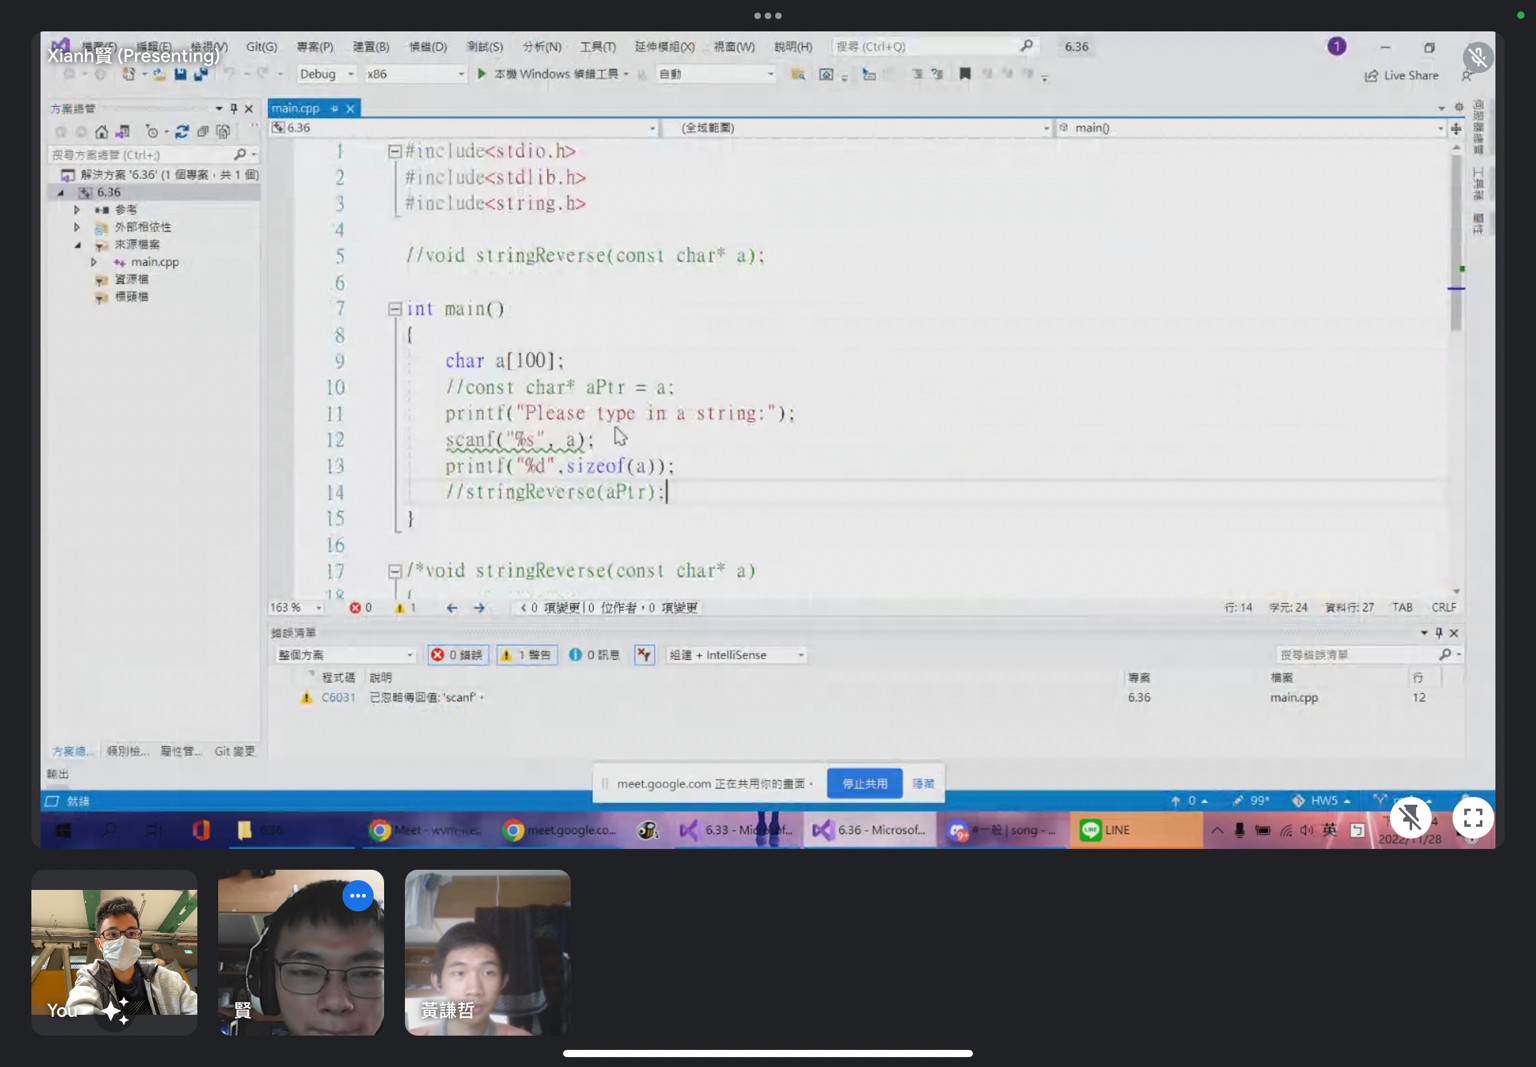 Xianh賢 (Presenting)
檔案(F) 編輯(E) 檢視(V) Git(G) 專案(P) 建置(B) 偵錯(D) 測試(S) 分析(N) 工具(T) 延伸模組(X) 視窗(W) 說明(H) 搜尋 (Ctrl+Q) 6.36 1
Debug x86 本機 Windows 偵錯工具 自動 Live Share
方案總管
搜尋方案總管 (Ctrl+;)
解決方案 '6.36' (1 個專案，共 1 個)
6.36
參考
外部相依性
來源檔案
main.cpp
資源檔
標頭檔
main.cpp
6.36 (全域範圍) main()
1 #include<stdio.h>
2 #include<stdlib.h>
3 #include<string.h>
4
5 //void stringReverse(const char* a);
6
7 int main()
8 {
9 char a[100];
10 //const char* aPtr = a;
11 printf("Please type in a string:");
12 scanf("%s", a);
13 printf("%d",sizeof(a));
14 //stringReverse(aPtr);
15 }
16
17 /*void stringReverse(const char* a)
18 {
工具箱
屬性
163 % 0 1 0 項變更 | 0 位作者，0 項變更 行: 14 字元: 24 資料行: 27 TAB CRLF
錯誤清單
整個方案 0 錯誤 1 警告 0 訊息 組建 + IntelliSense 搜尋錯誤清單
程式碼 說明 專案 檔案 行
C6031 已忽略傳回值: 'scanf'。 6.36 main.cpp 12
方案總... 類別檢... 屬性管... Git 變更
輸出
meet.google.com 正在共用你的畫面。 停止共用 隱藏
就緒 0 99+ HW5
6.36 Meet - wvm-... meet.google.co... 6.33 - Microsof... 6.36 - Microsof... #一般 | song - ... LINE 英
2022/11/28
You
賢
黃謙哲